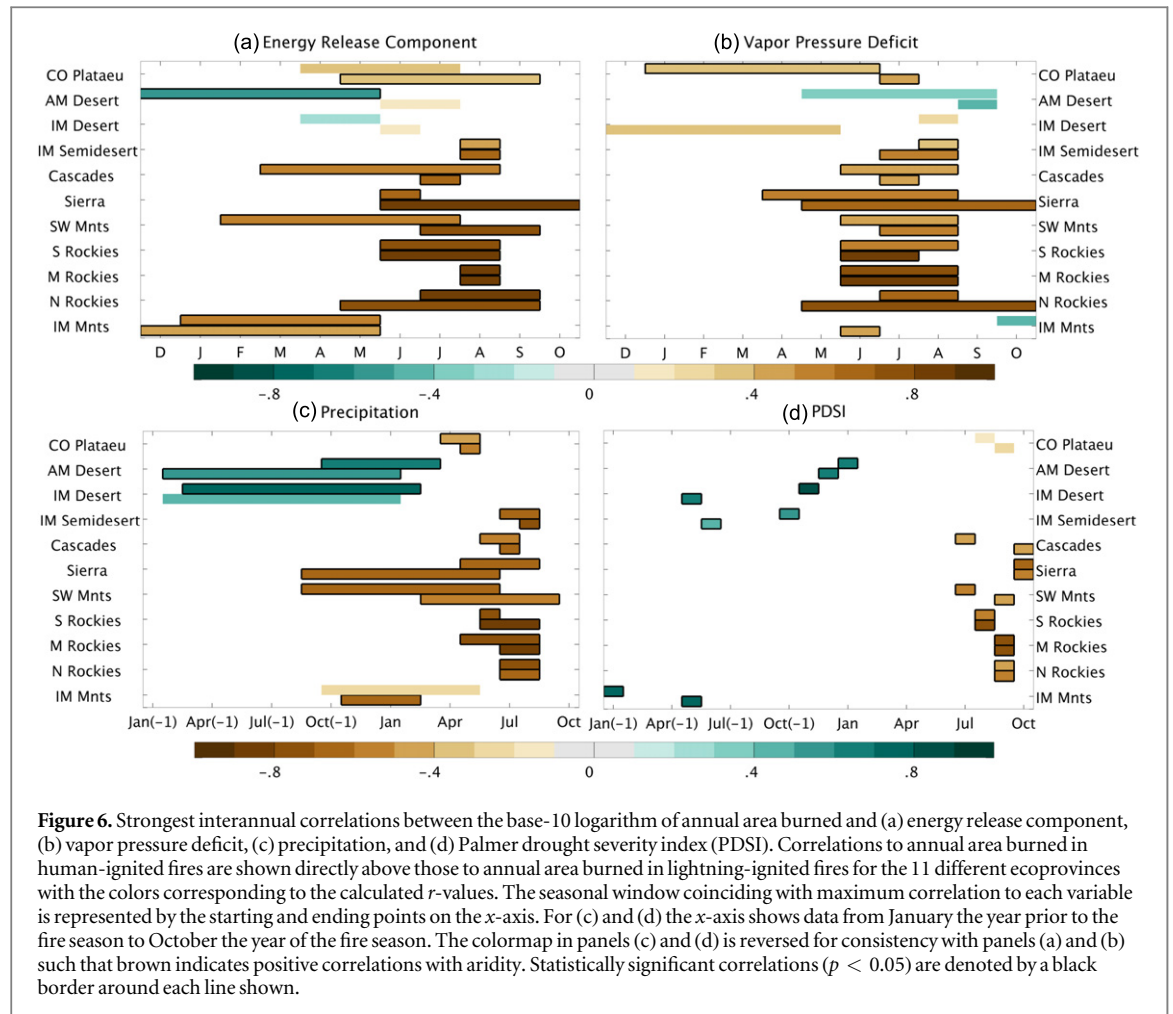 (a) Energy Release Component
(b) Vapor Pressure Deficit
CO Plataeu
AM Desert
IM Desert
IM Semidesert
Cascades
Sierra
SW Mnts
S Rockies
M Rockies
N Rockies
IM Mnts
D J F M A M J J A S O
CO Plataeu
AM Desert
IM Desert
IM Semidesert
Cascades
Sierra
SW Mnts
S Rockies
M Rockies
N Rockies
IM Mnts
D J F M A M J J A S O
-.8 -.4 0 .4 .8
(c) Precipitation
(d) PDSI
CO Plataeu
AM Desert
IM Desert
IM Semidesert
Cascades
Sierra
SW Mnts
S Rockies
M Rockies
N Rockies
IM Mnts
Jan(-1) Apr(-1) Jul(-1) Oct(-1) Jan Apr Jul Oct
CO Plataeu
AM Desert
IM Desert
IM Semidesert
Cascades
Sierra
SW Mnts
S Rockies
M Rockies
N Rockies
IM Mnts
Jan(-1) Apr(-1) Jul(-1) Oct(-1) Jan Apr Jul Oct
-.8 -.4 0 .4 .8
Figure 6. Strongest interannual correlations between the base-10 logarithm of annual area burned and (a) energy release component,
(b) vapor pressure deficit, (c) precipitation, and (d) Palmer drought severity index (PDSI). Correlations to annual area burned in
human-ignited fires are shown directly above those to annual area burned in lightning-ignited fires for the 11 different ecoprovinces
with the colors corresponding to the calculated r-values. The seasonal window coinciding with maximum correlation to each variable
is represented by the starting and ending points on the x-axis. For (c) and (d) the x-axis shows data from January the year prior to the
fire season to October the year of the fire season. The colormap in panels (c) and (d) is reversed for consistency with panels (a) and (b)
such that brown indicates positive correlations with aridity. Statistically significant correlations (p < 0.05) are denoted by a black
border around each line shown.